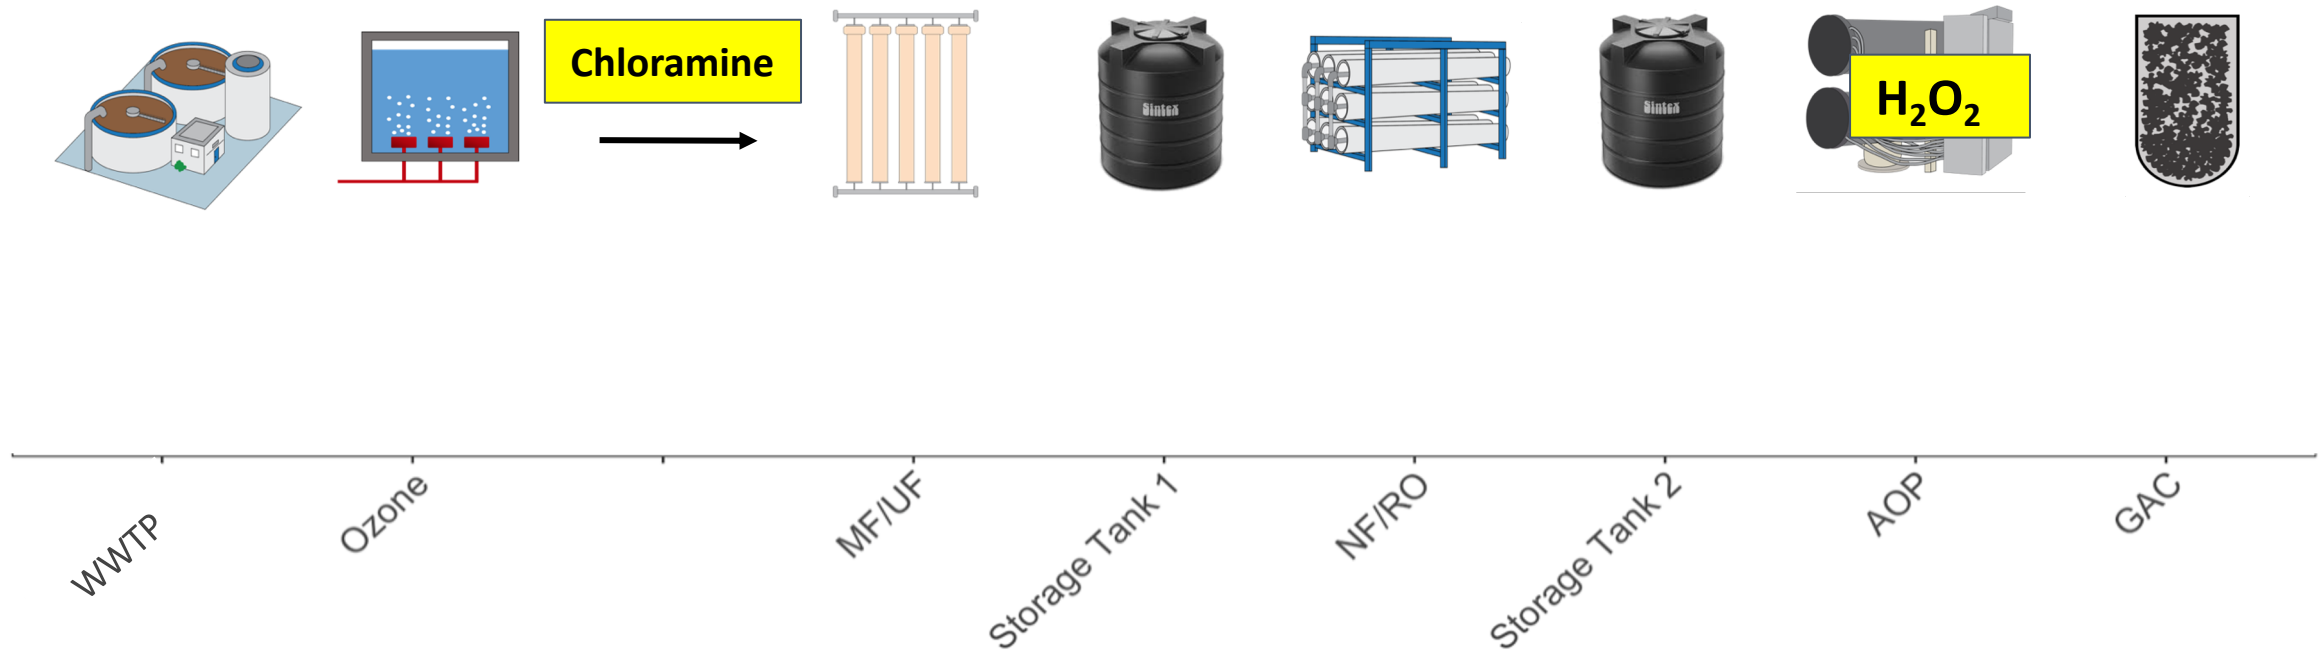 Chloramine
Sintex
Sintex
H₂O₂
WWTP
Ozone
MF/UF
Storage Tank 1
NF/RO
Storage Tank 2
AOP
GAC